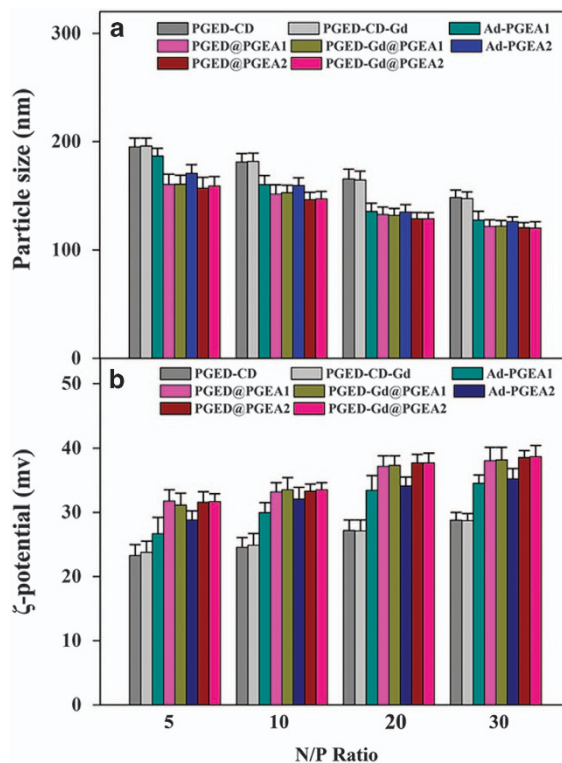 a
PGED-CD PGED-CD-Gd Ad-PGEA1
PGED@PGEA1 PGED-Gd@PGEA1 Ad-PGEA2
PGED@PGEA2 PGED-Gd@PGEA2
Particle size (nm)
300
200
100
0
b
PGED-CD PGED-CD-Gd Ad-PGEA1
PGED@PGEA1 PGED-Gd@PGEA1 Ad-PGEA2
PGED@PGEA2 PGED-Gd@PGEA2
ζ-potential (mv)
50
40
30
20
10
0
5 10 20 30
N/P Ratio